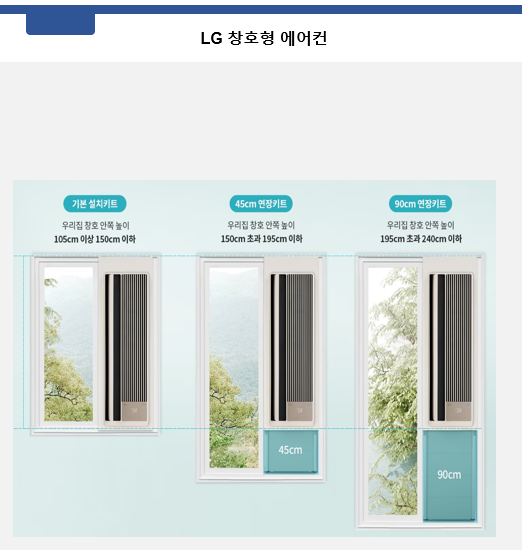 LG 창호형 에어컨
기본 설치키트
우리집 창호 안쪽 높이
105cm 이상 150cm 이하
45cm 연장키트
우리집 창호 안쪽 높이
150cm 초과 195cm 이하
90cm 연장키트
우리집 창호 안쪽 높이
195cm 초과 240cm 이하
45cm
90cm